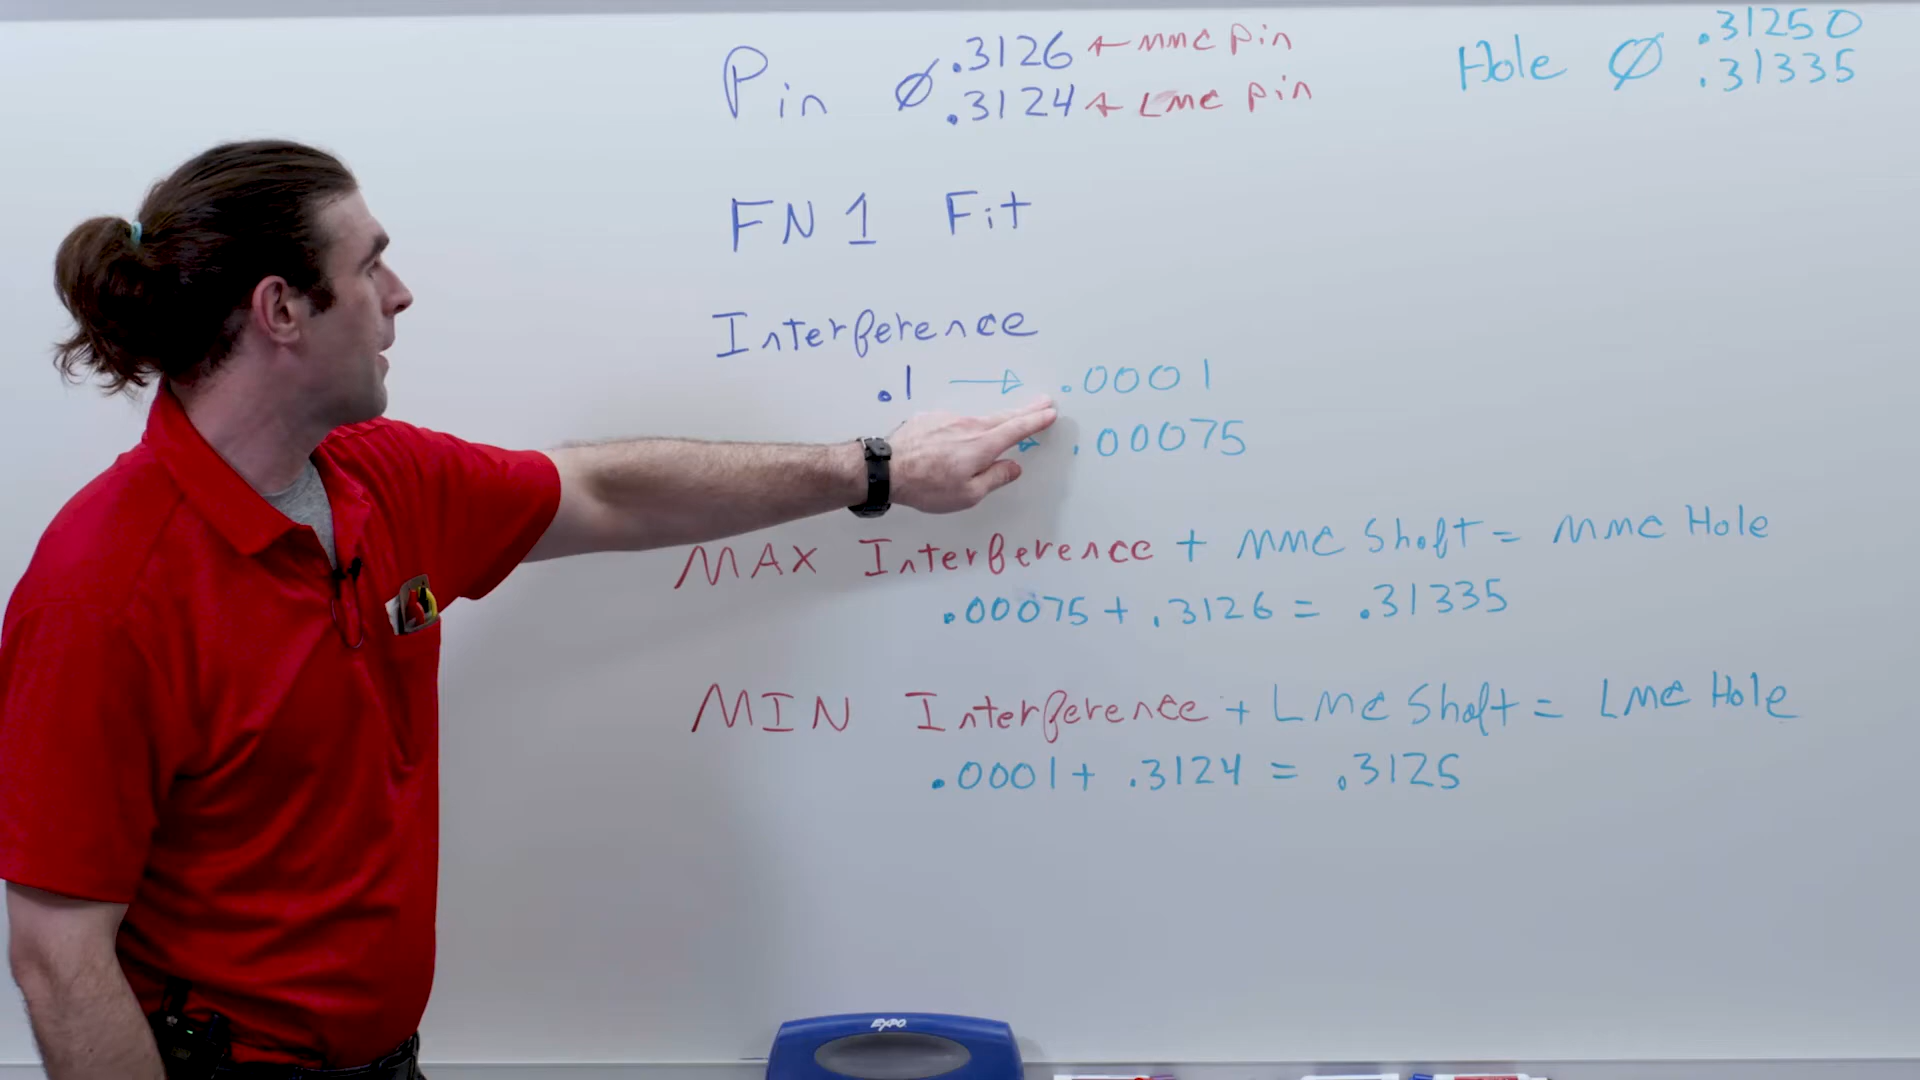 Pin Ø .3126 ← MMC Pin
.3124 ← LMC Pin
Hole Ø .31250
.31335
FN 1 Fit
Interference
.1 → .0001
.00075
MAX Interference + MMC Shaft = MMC Hole
.00075 + .3126 = .31335
MIN Interference + LMC Shaft = LMC Hole
.0001 + .3124 = .3125
EXPO